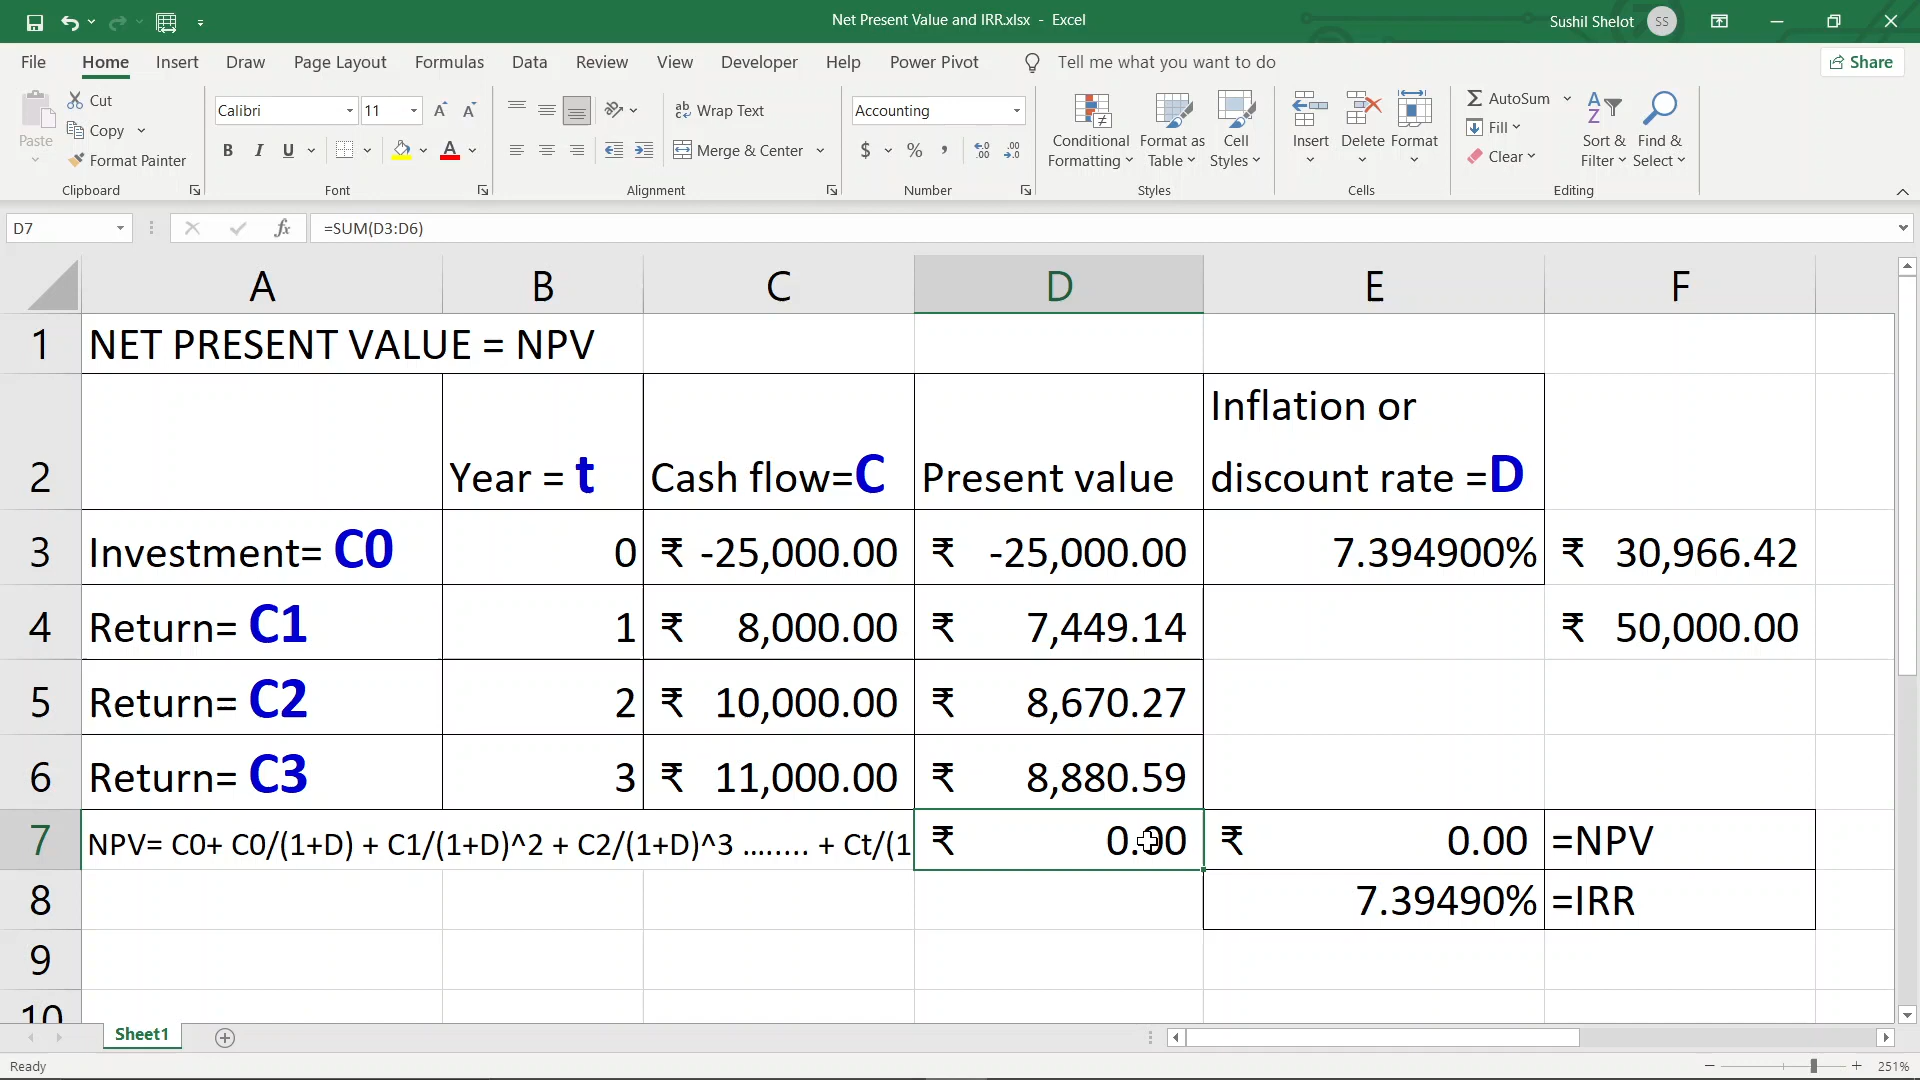 Net Present Value and IRR.xlsx - Excel
Sushil Shelot SS
File Home Insert Draw Page Layout Formulas Data Review View Developer Help Power Pivot Tell me what you want to do Share
Paste
Cut
Copy
Format Painter
Clipboard
Calibri 11 A A
B I U A
Font
Wrap Text
Merge & Center
Alignment
Accounting
$ % ,
Number
Conditional Formatting
Format as Table
Cell Styles
Styles
Insert
Delete
Format
Cells
AutoSum
Fill
Clear
Sort & Filter
Find & Select
Editing
D7 fx =SUM(D3:D6)
A B C D E F
1 NET PRESENT VALUE = NPV
2 Year = t Cash flow=C Present value Inflation or discount rate =D
3 Investment= C0 0 ₹ -25,000.00 ₹ -25,000.00 7.394900% ₹ 30,966.42
4 Return= C1 1 ₹ 8,000.00 ₹ 7,449.14 ₹ 50,000.00
5 Return= C2 2 ₹ 10,000.00 ₹ 8,670.27
6 Return= C3 3 ₹ 11,000.00 ₹ 8,880.59
7 NPV= C0+ C0/(1+D) + C1/(1+D)^2 + C2/(1+D)^3 ........ + Ct/(1 ₹ 0.00 ₹ 0.00 =NPV
8 7.39490% =IRR
9
10
Sheet1
Ready 251%